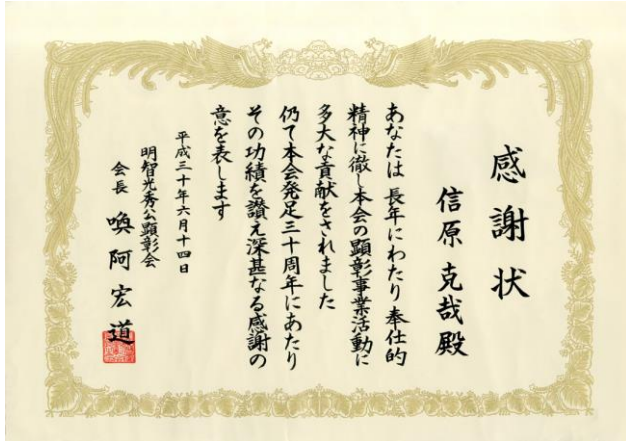 感謝状
信原克哉殿
あなたは長年にわたり奉仕的
精神に徹し本会の顕彰事業活動に
多大な貢献をされました
仍て本会発足三十周年にあたり
その功績を讃え深甚なる感謝の
意を表します
平成三十年六月十四日
明智光秀公顕彰会
会長 喚阿宏道